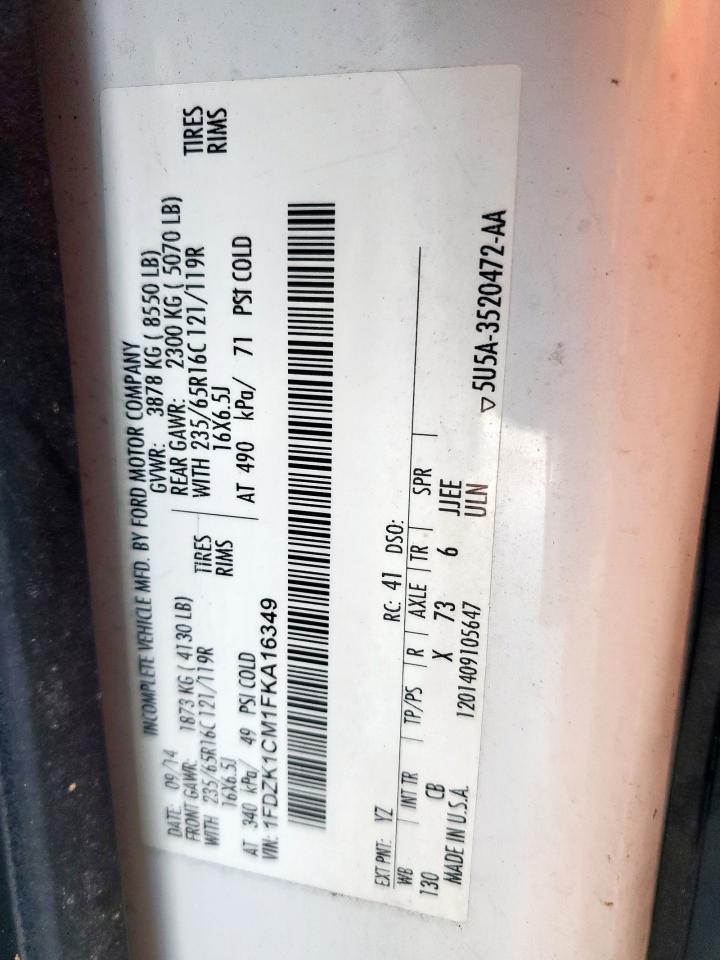 INCOMPLETE VEHICLE MFD. BY FORD MOTOR COMPANY
DATE: 09/14 GVWR: 3878 KG ( 8550 LB)
FRONT GAWR: 1873 KG ( 4130 LB) REAR GAWR: 2300 KG ( 5070 LB)
WITH 235/65R16C 121/119R TIRES WITH 235/65R16C 121/119R TIRES
16X6.5J RIMS 16X6.5J RIMS
AT 340 kPa/ 49 PSI COLD AT 490 kPa/ 71 PSI COLD
VIN: 1FDZK1CM1FKA16349
EXT PNT: YZ RC: 41 DSO:
WB INT TR TP/PS R AXLE TR SPR
130 CB X 73 6 JJEE
MADE IN U.S.A. 1201409105647 ULN
▽ 5U5A-3520472-AA